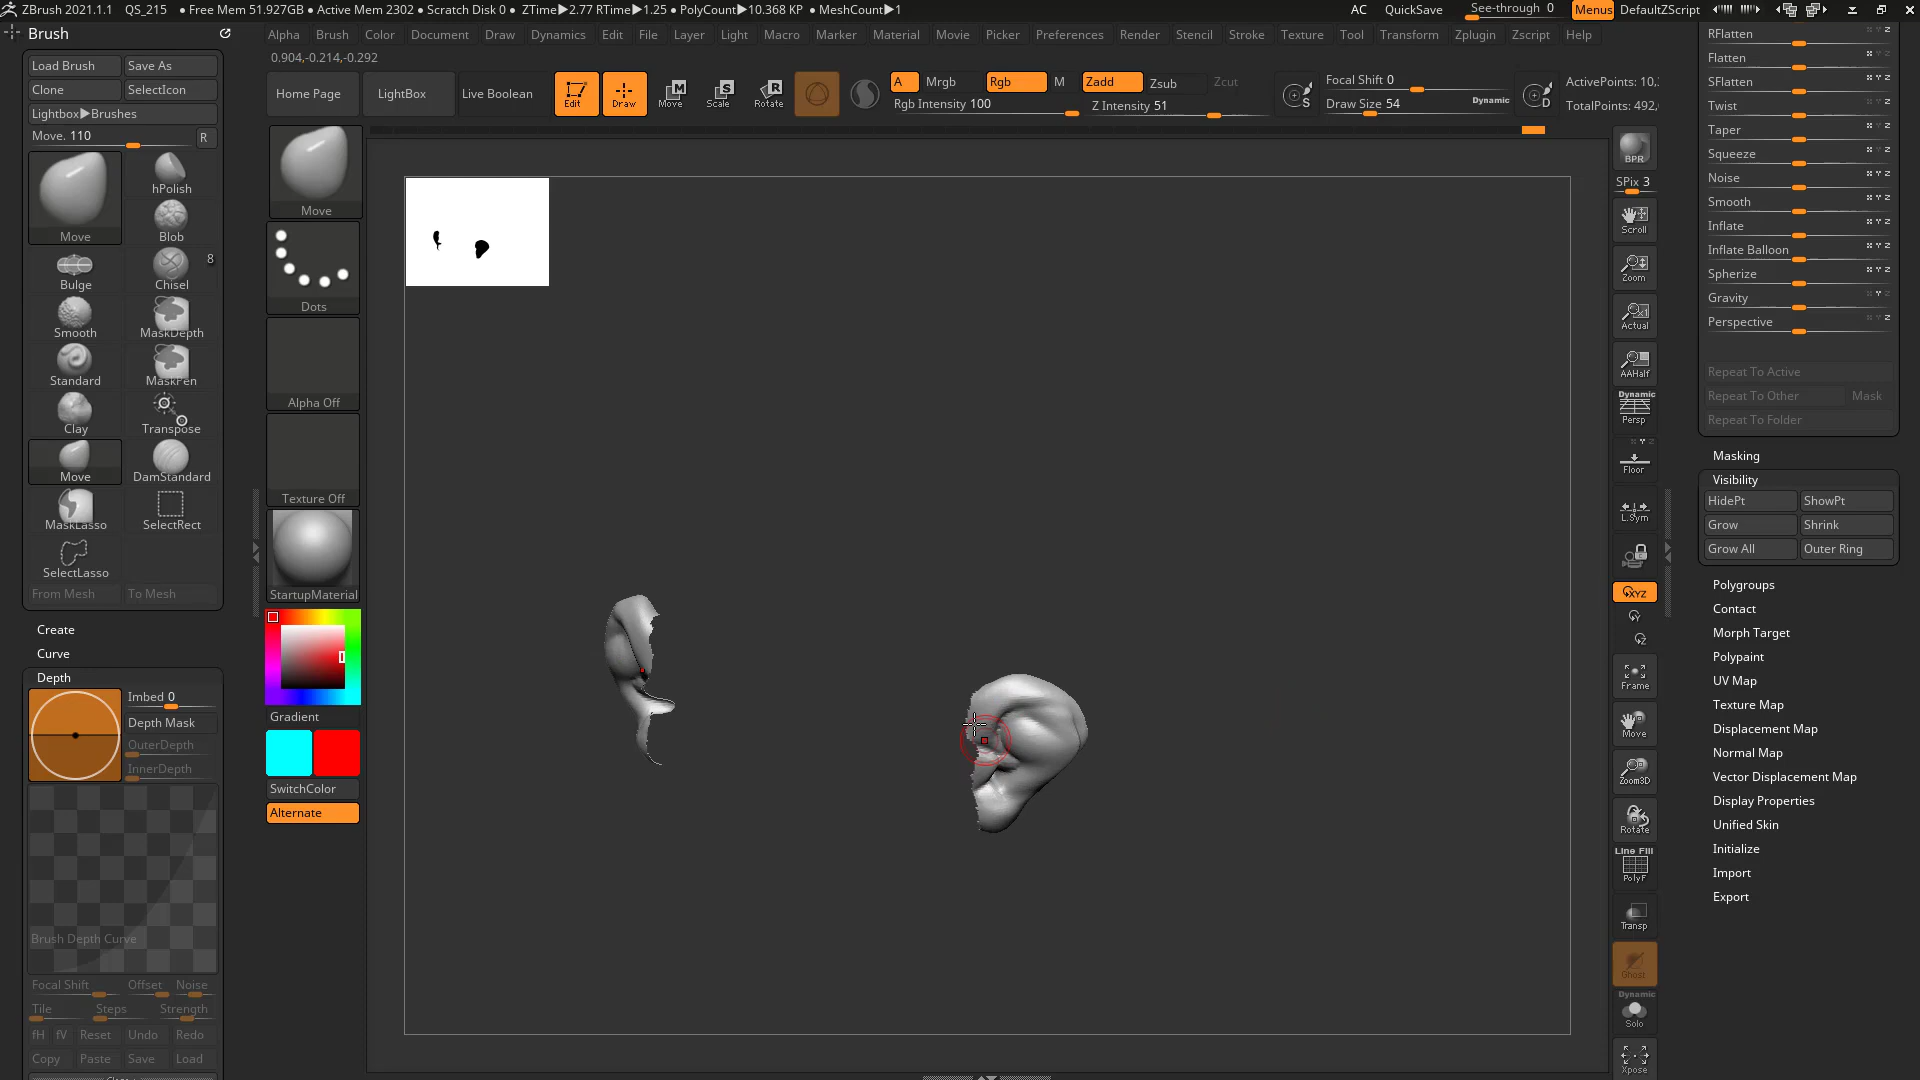 ZBrush 2021.1.1 QS_215 ● Free Mem 51.927GB ● Active Mem 2302 ● Scratch Disk 0 ● ZTime▶2.77 RTime▶1.25 ● PolyCount▶10.368 KP ● MeshCount▶1 AC QuickSave See-through 0 Menus DefaultZScript
Brush
Alpha Brush Color Document Draw Dynamics Edit File Layer Light Macro Marker Material Movie Picker Preferences Render Stencil Stroke Texture Tool Transform Zplugin Zscript Help
0.904,-0.214,-0.292
Load Brush Save As
Clone SelectIcon
Lightbox▶Brushes
Move. 110 R
Move hPolish
Blob
Bulge Chisel 8
Smooth MaskDepth
Standard MaskPen
Clay Transpose
Move DamStandard
MaskLasso SelectRect
SelectLasso
From Mesh To Mesh
Create
Curve
Depth
Imbed 0
Depth Mask
OuterDepth
InnerDepth
Brush Depth Curve
Focal Shift Offset Noise
Tile Steps Strength
fH fV Reset Undo Redo
Copy Paste Save Load
Home Page LightBox Live Boolean
Edit Draw Move Scale Rotate
A Mrgb Rgb M Zadd Zsub Zcut
Rgb Intensity 100 Z Intensity 51
Focal Shift 0
Draw Size 54 Dynamic
S D
ActivePoints: 10,
TotalPoints: 492,
Move
Dots
Alpha Off
Texture Off
StartupMaterial
Gradient
SwitchColor
Alternate
BPR
SPix 3
Scroll
Zoom
Actual
AAHalf
Dynamic
Persp
Floor
L.Sym
XYZ
Y
Z
Frame
Move
Zoom3D
Rotate
Line Fill
PolyF
Transp
Ghost
Dynamic
Solo
Xpose
RFlatten
Flatten
SFlatten
Twist
Taper
Squeeze
Noise
Smooth
Inflate
Inflate Balloon
Spherize
Gravity
Perspective
Repeat To Active
Repeat To Other Mask
Repeat To Folder
Masking
Visibility
HidePt ShowPt
Grow Shrink
Grow All Outer Ring
Polygroups
Contact
Morph Target
Polypaint
UV Map
Texture Map
Displacement Map
Normal Map
Vector Displacement Map
Display Properties
Unified Skin
Initialize
Import
Export